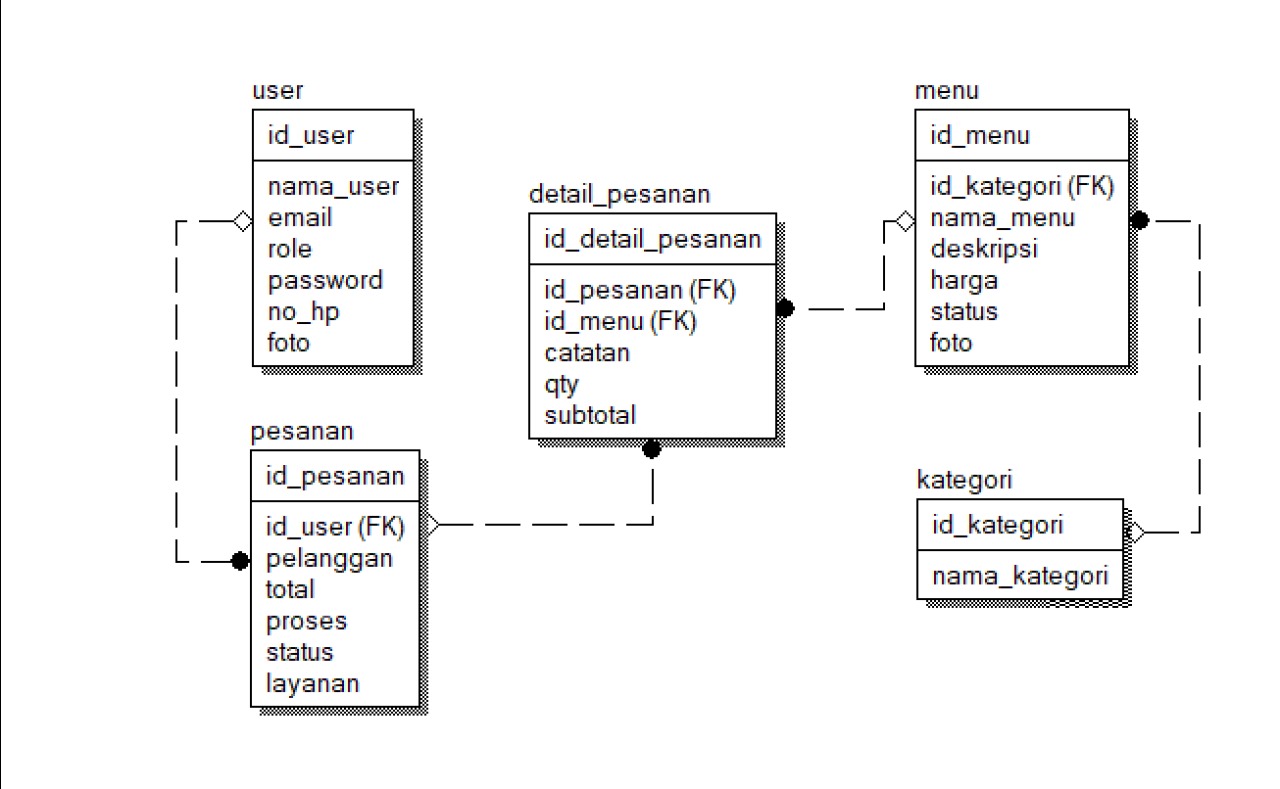 user
id_user
nama_user
email
role
password
no_hp
foto
pesanan
id_pesanan
id_user (FK)
pelanggan
total
proses
status
layanan
detail_pesanan
id_detail_pesanan
id_pesanan (FK)
id_menu (FK)
catatan
qty
subtotal
menu
id_menu
id_kategori (FK)
nama_menu
deskripsi
harga
status
foto
kategori
id_kategori
nama_kategori